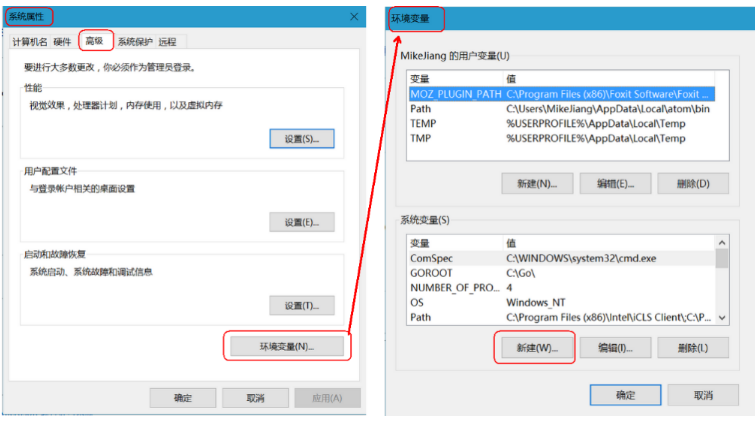 系统属性
计算机名 硬件 高级 系统保护 远程
要进行大多数更改，你必须作为管理员登录。
性能
视觉效果，处理器计划，内存使用，以及虚拟内存
设置(S)...
用户配置文件
与登录帐户相关的桌面设置
设置(E)...
启动和故障恢复
系统启动、系统故障和调试信息
设置(T)...
环境变量(N)...
确定 取消 应用(A)
环境变量
MikeJiang 的用户变量(U)
变量 值
MOZ_PLUGIN_PATH C:\Program Files (x86)\Foxit Software\Foxit ...
Path C:\Users\MikeJiang\AppData\Local\atom\bin
TEMP %USERPROFILE%\AppData\Local\Temp
TMP %USERPROFILE%\AppData\Local\Temp
新建(N)... 编辑(E)... 删除(D)
系统变量(S)
变量 值
ComSpec C:\WINDOWS\system32\cmd.exe
GOROOT C:\Go\
NUMBER_OF_PRO... 4
OS Windows_NT
Path C:\Program Files (x86)\Intel\iCLS Client\;C:\P...
新建(W)... 编辑(I)... 删除(L)
确定 取消